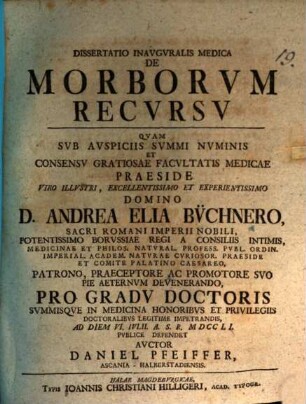 19.
DISSERTATIO INAVGVRALIS MEDICA
DE
MORBORVM
RECVRSV
QVAM
SVB AVSPICIIS SVMMI NVMINIS
ET
CONSENSV GRATIOSAE FACVLTATIS MEDICAE
PRAESIDE
VIRO ILLVSTRI, EXCELLENTISSIMO ET EXPERIENTISSIMO
DOMINO
D. ANDREA ELIA BÜCHNERO,
SACRI ROMANI IMPERII NOBILI,
POTENTISSIMO BORVSSIAE REGI A CONSILIIS INTIMIS,
MEDICINAE ET PHILOS. NATVRAL. PROFESS. PVBL. ORDIN.
IMPERIAL. ACADEM. NATVRAE CVRIOSOR. PRAESIDE
ET COMITE PALATINO CAESAREO,
PATRONO, PRAECEPTORE AC PROMOTORE SVO
PIE AETERNVM DEVENERANDO,
PRO GRADV DOCTORIS
SVMMISQVE IN MEDICINA HONORIBVS ET PRIVILEGIIS
DOCTORALIBVS LEGITIME IMPETRANDIS,
AD DIEM VI. IVLII. A. S. R. MDCCLI.
PVBLICE DEFENDET
AVCTOR
DANIEL PFEIFFER,
ASCANIA - HALBERSTADIENSIS.
HALAE MAGDEBVRGICAE,
TYPIS IOANNIS CHRISTIANI HILLIGERI, ACAD. TYPOGR.